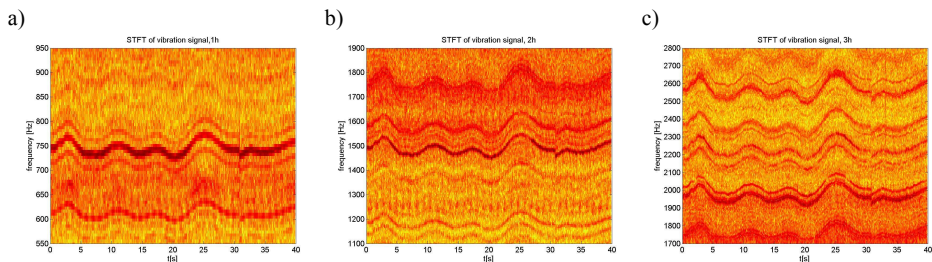 a)
STFT of vibration signal,1h
frequency [Hz]
950
900
850
800
750
700
650
600
550
0 5 10 15 20 25 30 35 40
t[s]
b)
STFT of vibration signal, 2h
frequency [Hz]
1900
1800
1700
1600
1500
1400
1300
1200
1100
0 5 10 15 20 25 30 35 40
t[s]
c)
STFT of vibration signal, 3h
frequency [Hz]
2800
2700
2600
2500
2400
2300
2200
2100
2000
1900
1800
1700
0 5 10 15 20 25 30 35 40
t[s]